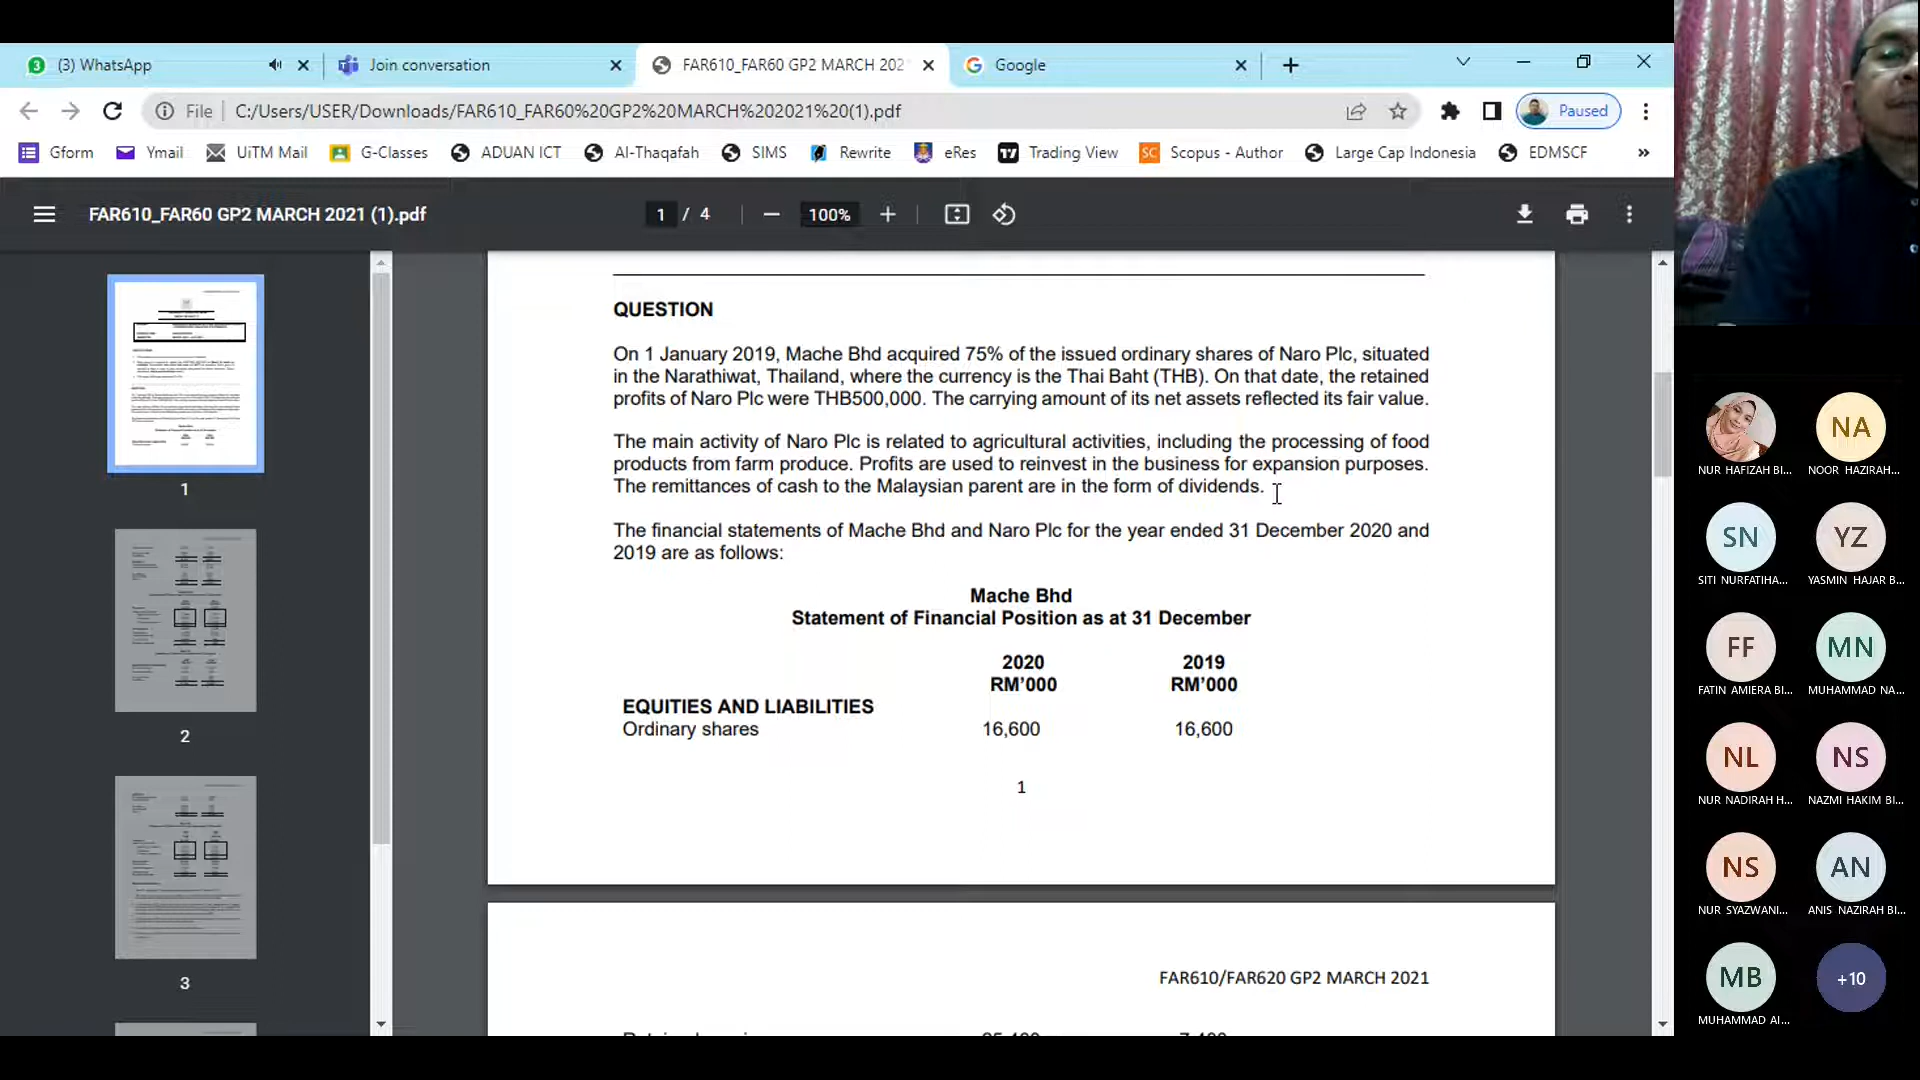 (3) WhatsApp
Join conversation
FAR610_FAR60 GP2 MARCH 202
Google
File C:/Users/USER/Downloads/FAR610_FAR60%20GP2%20MARCH%202021%20(1).pdf
Paused
Gform Ymail UiTM Mail G-Classes ADUAN ICT Al-Thaqafah SIMS Rewrite eRes Trading View SC Scopus - Author Large Cap Indonesia EDMSCF »
FAR610_FAR60 GP2 MARCH 2021 (1).pdf
1 / 4
100%
1
2
3
QUESTION
On 1 January 2019, Mache Bhd acquired 75% of the issued ordinary shares of Naro Plc, situated
in the Narathiwat, Thailand, where the currency is the Thai Baht (THB). On that date, the retained
profits of Naro Plc were THB500,000. The carrying amount of its net assets reflected its fair value.
The main activity of Naro Plc is related to agricultural activities, including the processing of food
products from farm produce. Profits are used to reinvest in the business for expansion purposes.
The remittances of cash to the Malaysian parent are in the form of dividends.
The financial statements of Mache Bhd and Naro Plc for the year ended 31 December 2020 and
2019 are as follows:
Mache Bhd
Statement of Financial Position as at 31 December
2020 2019
RM'000 RM'000
EQUITIES AND LIABILITIES
Ordinary shares 16,600 16,600
1
FAR610/FAR620 GP2 MARCH 2021
NUR HAFIZAH BI...
NA
NOOR HAZIRAH...
SN
SITI NURFATIHA...
YZ
YASMIN HAJAR B...
FF
FATIN AMIERA BI...
MN
MUHAMMAD NA...
NL
NUR NADIRAH H...
NS
NAZMI HAKIM BI...
NS
NUR SYAZWANI...
AN
ANIS NAZIRAH BI...
MB
MUHAMMAD AI...
+10